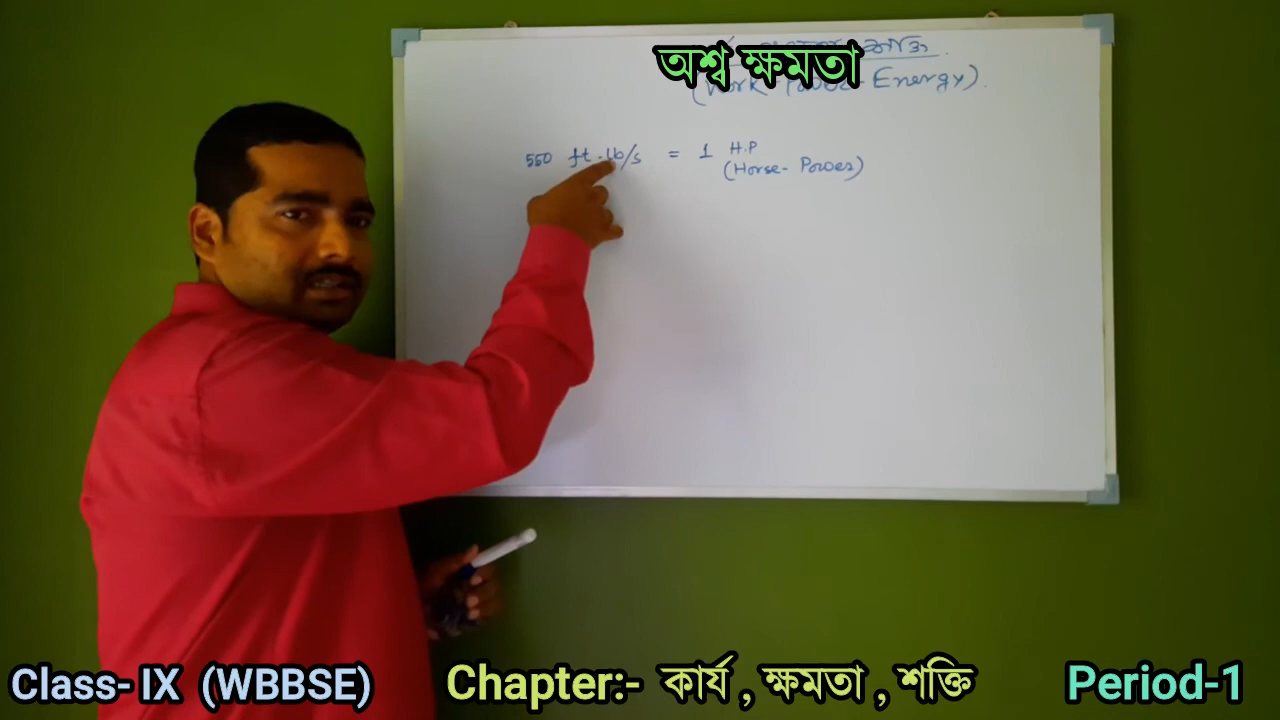 অশ্ব ক্ষমতা
(Work-Power-Energy).
550 ft.lb/s = 1 H.P
(Horse-Power)
Class-IX (WBBSE) Chapter:- কার্য, ক্ষমতা, শক্তি Period-1